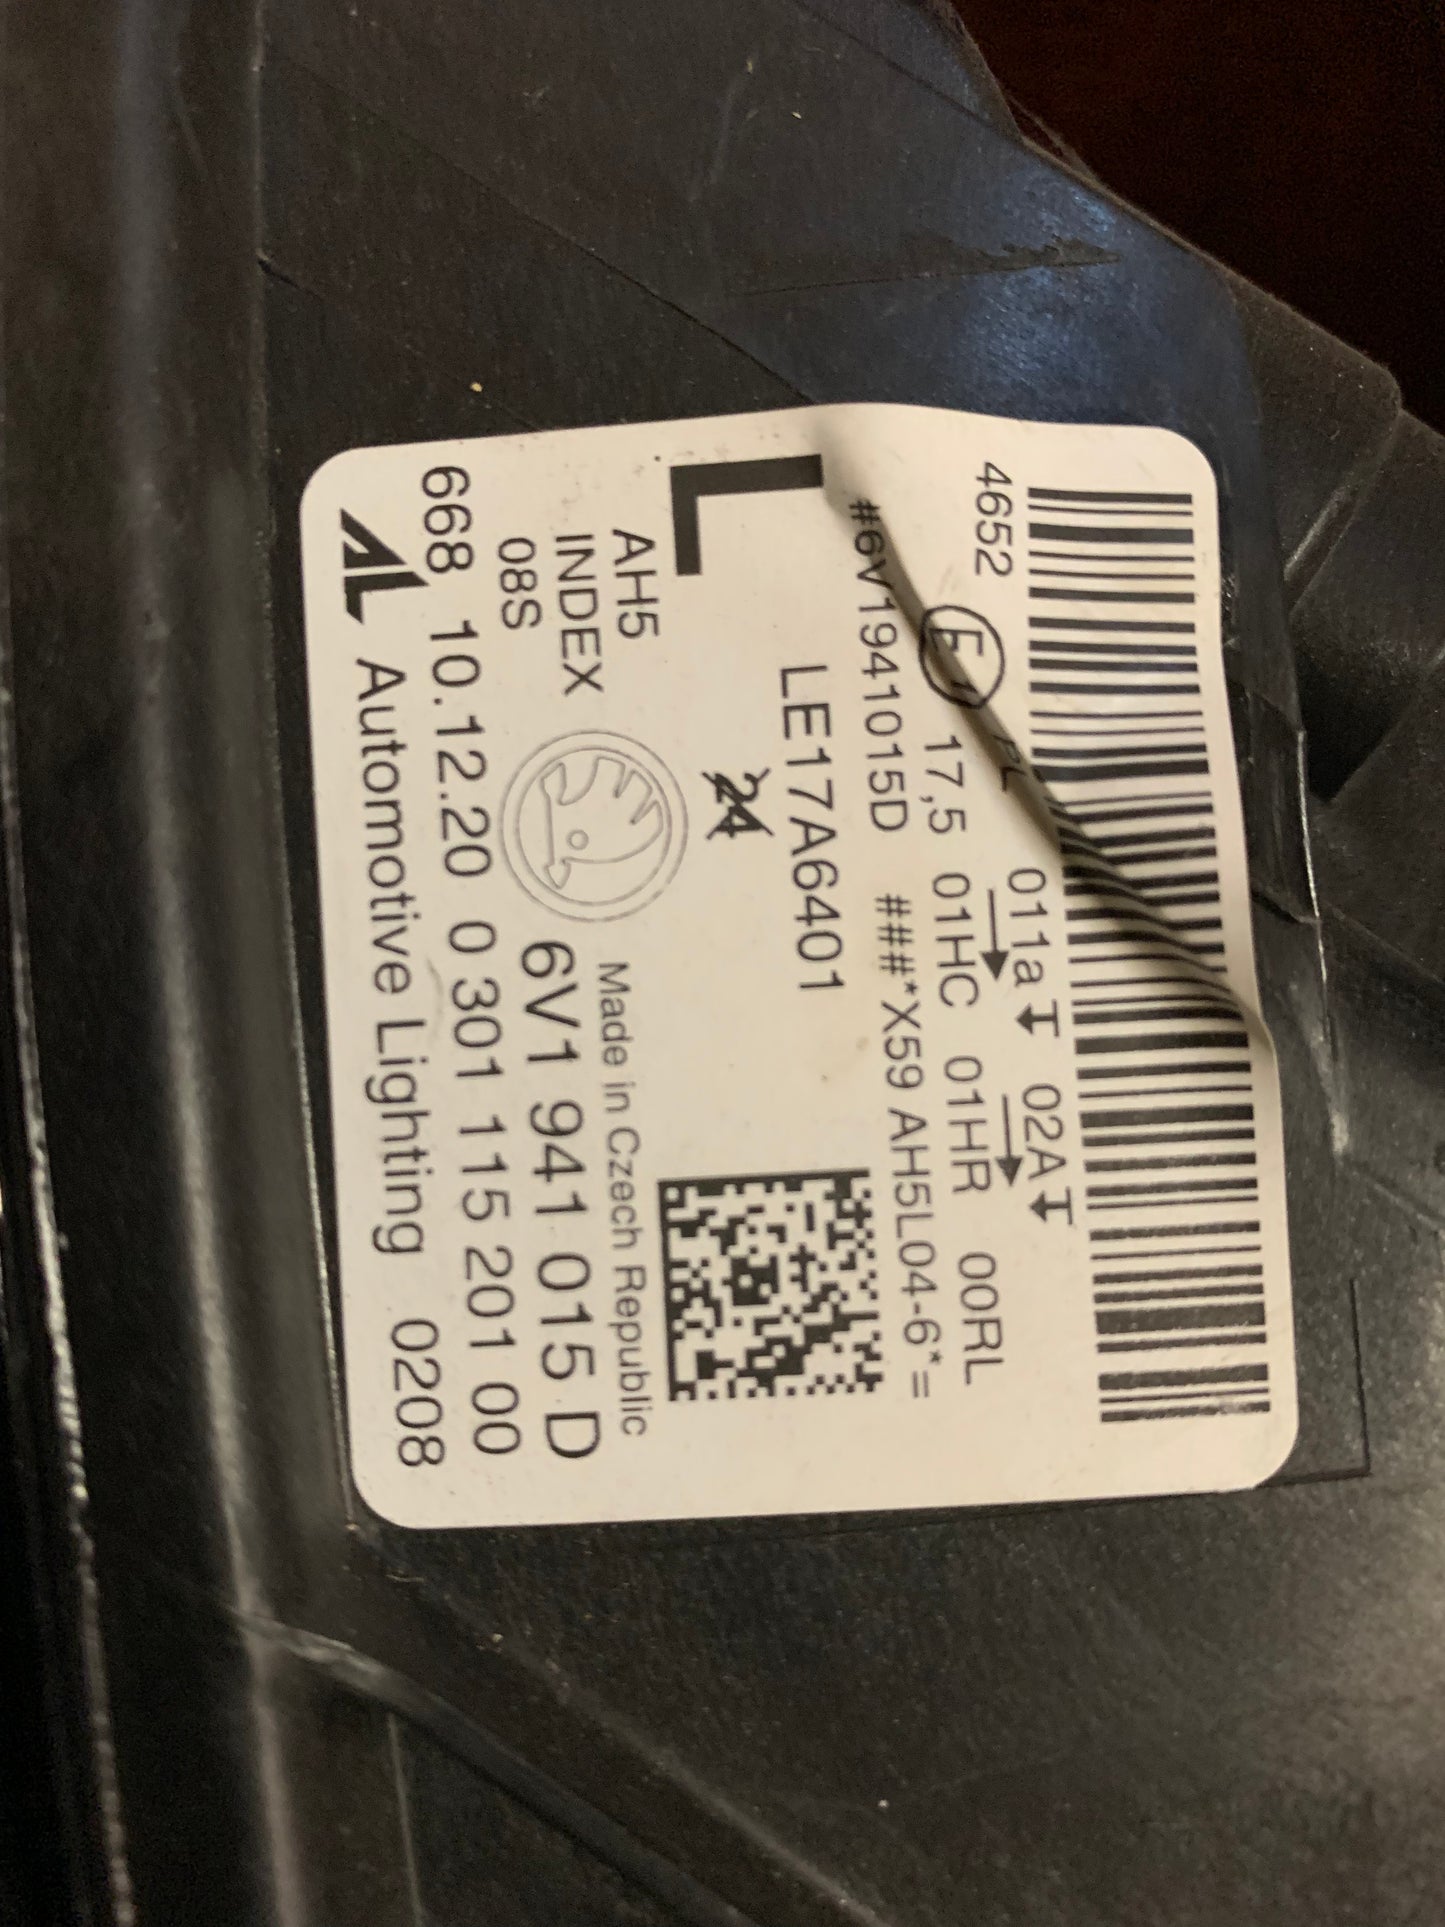 011a 02A
4652 E PL 17,5 01HC 01HR 00RL
#6V1941015D ###*X59 AH5L04-6*=
L LE17A6401
24
AH5
INDEX
08S
Made in Czech Republic
6V1 941 015 D
668 10.12.20 0 301 115 201 00
AL Automotive Lighting 0208